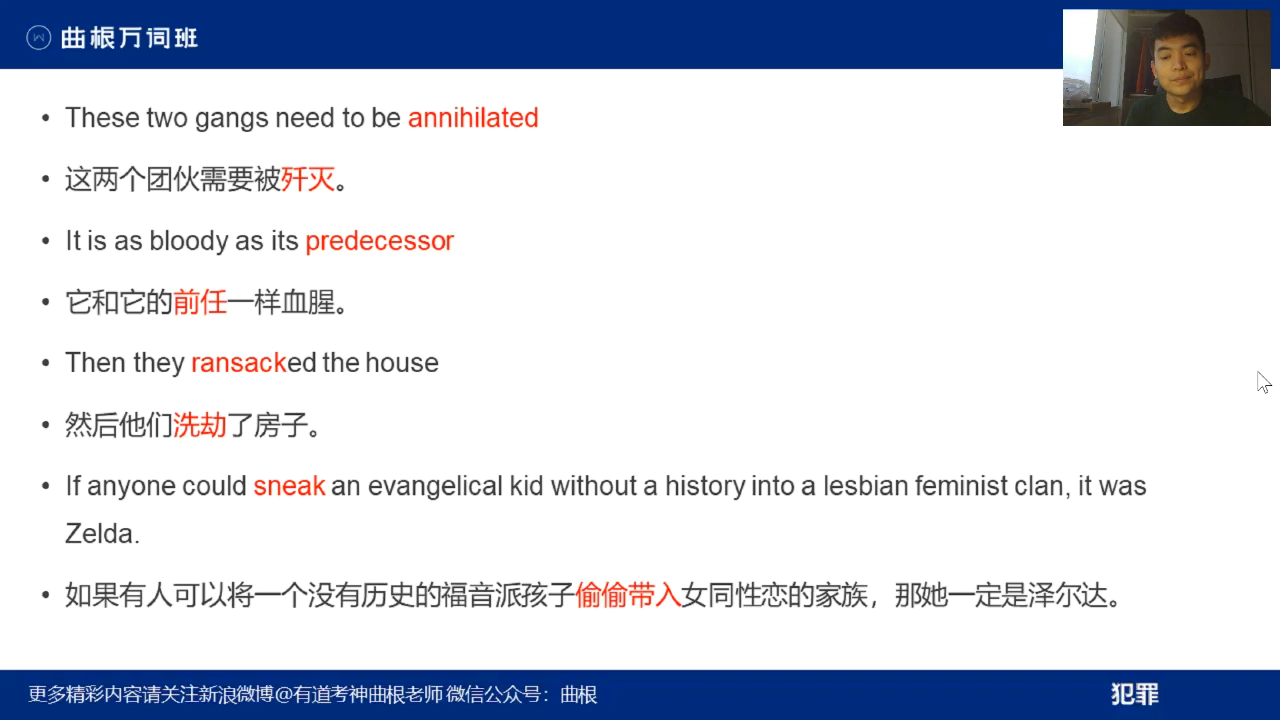 曲根万词班
• These two gangs need to be annihilated
• 这两个团伙需要被歼灭。
• It is as bloody as its predecessor
• 它和它的前任一样血腥。
• Then they ransacked the house
• 然后他们洗劫了房子。
• If anyone could sneak an evangelical kid without a history into a lesbian feminist clan, it was
Zelda.
• 如果有人可以将一个没有历史的福音派孩子偷偷带入女同性恋的家族，那她一定是泽尔达。
更多精彩内容请关注新浪微博@有道考神曲根老师 微信公众号：曲根
犯罪